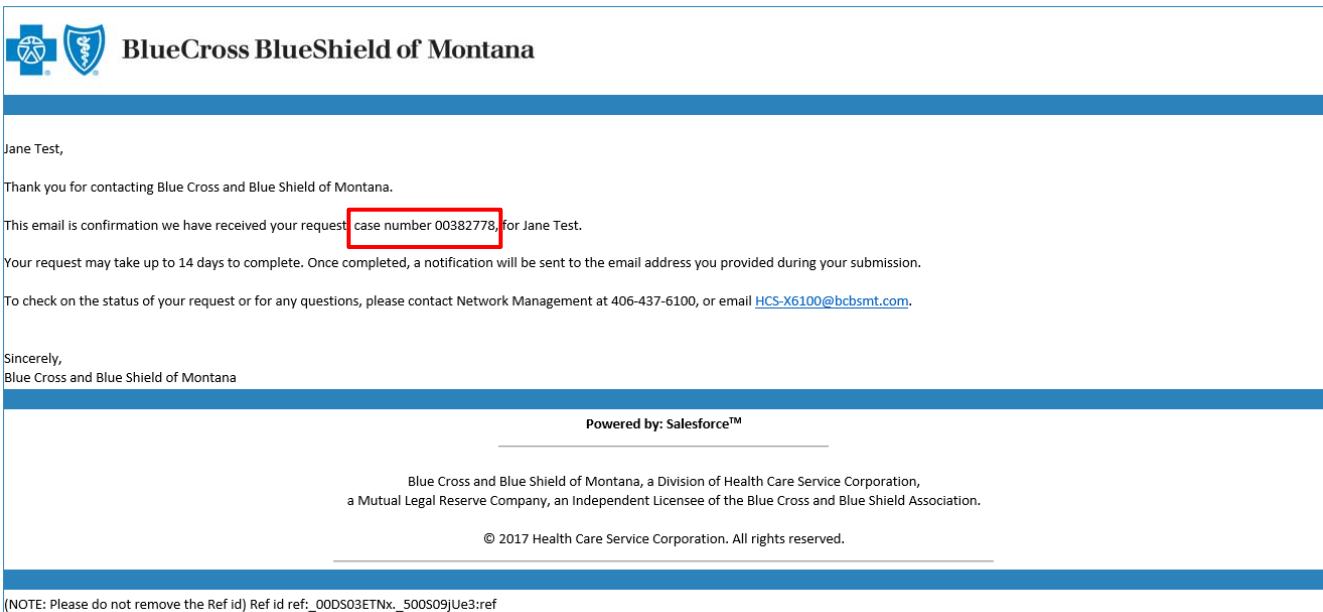 BlueCross BlueShield of Montana
Jane Test,
Thank you for contacting Blue Cross and Blue Shield of Montana.
This email is confirmation we have received your request, case number 00382778, for Jane Test.
Your request may take up to 14 days to complete. Once completed, a notification will be sent to the email address you provided during your submission.
To check on the status of your request or for any questions, please contact Network Management at 406-437-6100, or email HCS-X6100@bcbsmt.com.
Sincerely,
Blue Cross and Blue Shield of Montana
Powered by: Salesforce™
Blue Cross and Blue Shield of Montana, a Division of Health Care Service Corporation,
a Mutual Legal Reserve Company, an Independent Licensee of the Blue Cross and Blue Shield Association.
© 2017 Health Care Service Corporation. All rights reserved.
(NOTE: Please do not remove the Ref id) Ref id ref:_00DS03ETNx._500S09jUe3:ref